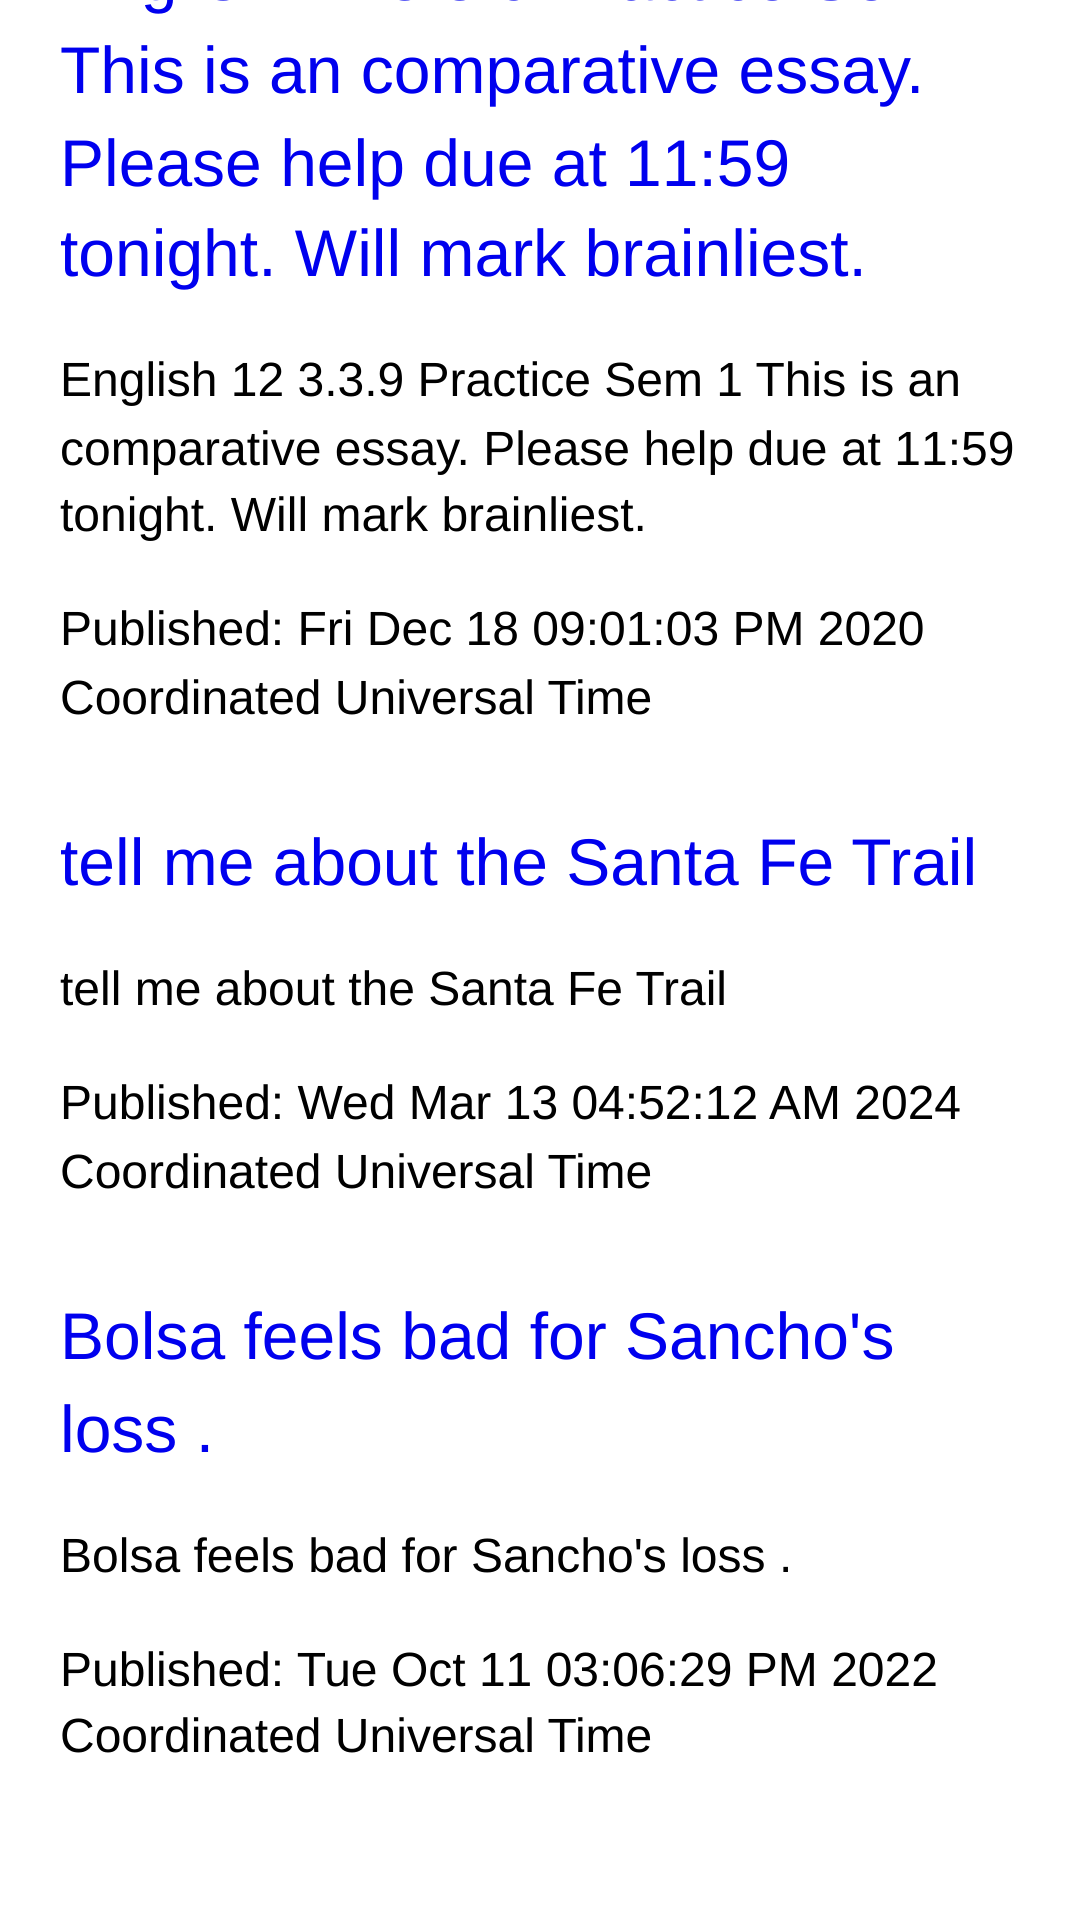 This is an comparative essay.
Please help due at 11:59
tonight. Will mark brainliest.
English 12 3.3.9 Practice Sem 1 This is an
comparative essay. Please help due at 11:59
tonight. Will mark brainliest.
Published: Fri Dec 18 09:01:03 PM 2020
Coordinated Universal Time
tell me about the Santa Fe Trail
tell me about the Santa Fe Trail
Published: Wed Mar 13 04:52:12 AM 2024
Coordinated Universal Time
Bolsa feels bad for Sancho's
loss .
Bolsa feels bad for Sancho's loss .
Published: Tue Oct 11 03:06:29 PM 2022
Coordinated Universal Time